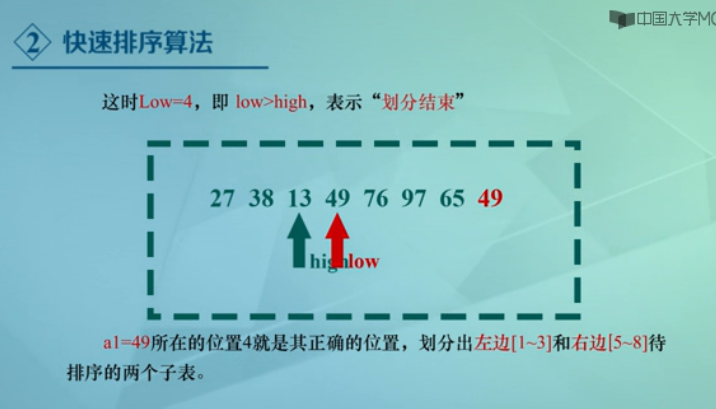 中国大学MO
2 快速排序算法
这时Low=4，即 low>high，表示“划分结束”
27 38 13 49 76 97 65 49
high low
a1=49所在的位置4就是其正确的位置，划分出左边[1~3]和右边[5~8]待
排序的两个子表。